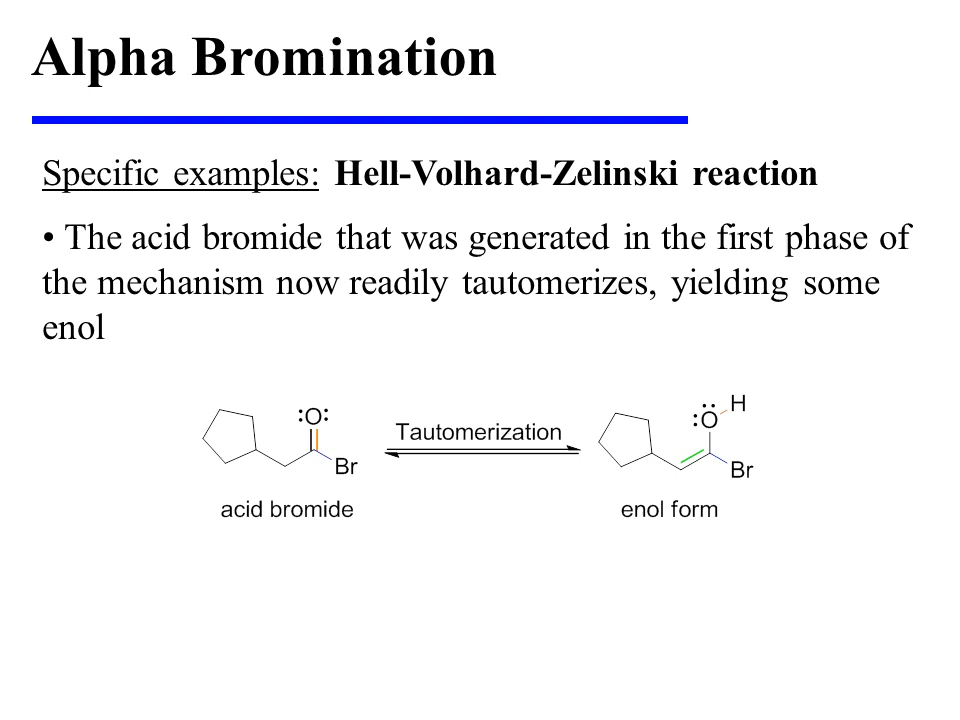 Alpha Bromination
Specific examples: Hell-Volhard-Zelinski reaction
• The acid bromide that was generated in the first phase of
the mechanism now readily tautomerizes, yielding some
enol
:O:
Br
acid bromide
Tautomerization
:O
H
Br
enol form